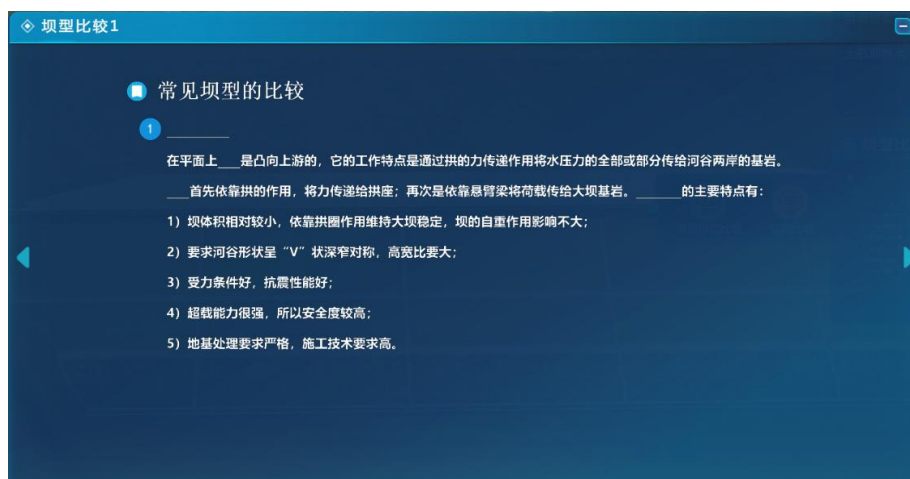 坝型比较1
常见坝型的比较
1 ________
在平面上___是凸向上游的，它的工作特点是通过拱的力传递作用将水压力的全部或部分传给河谷两岸的基岩。
___首先依靠拱的作用，将力传递给拱座；再次是依靠悬臂梁将荷载传给大坝基岩。______的主要特点有：
1）坝体积相对较小，依靠拱圈作用维持大坝稳定，坝的自重作用影响不大；
2）要求河谷形状呈“V”状深窄对称，高宽比要大；
3）受力条件好，抗震性能好；
4）超载能力很强，所以安全度较高；
5）地基处理要求严格，施工技术要求高。